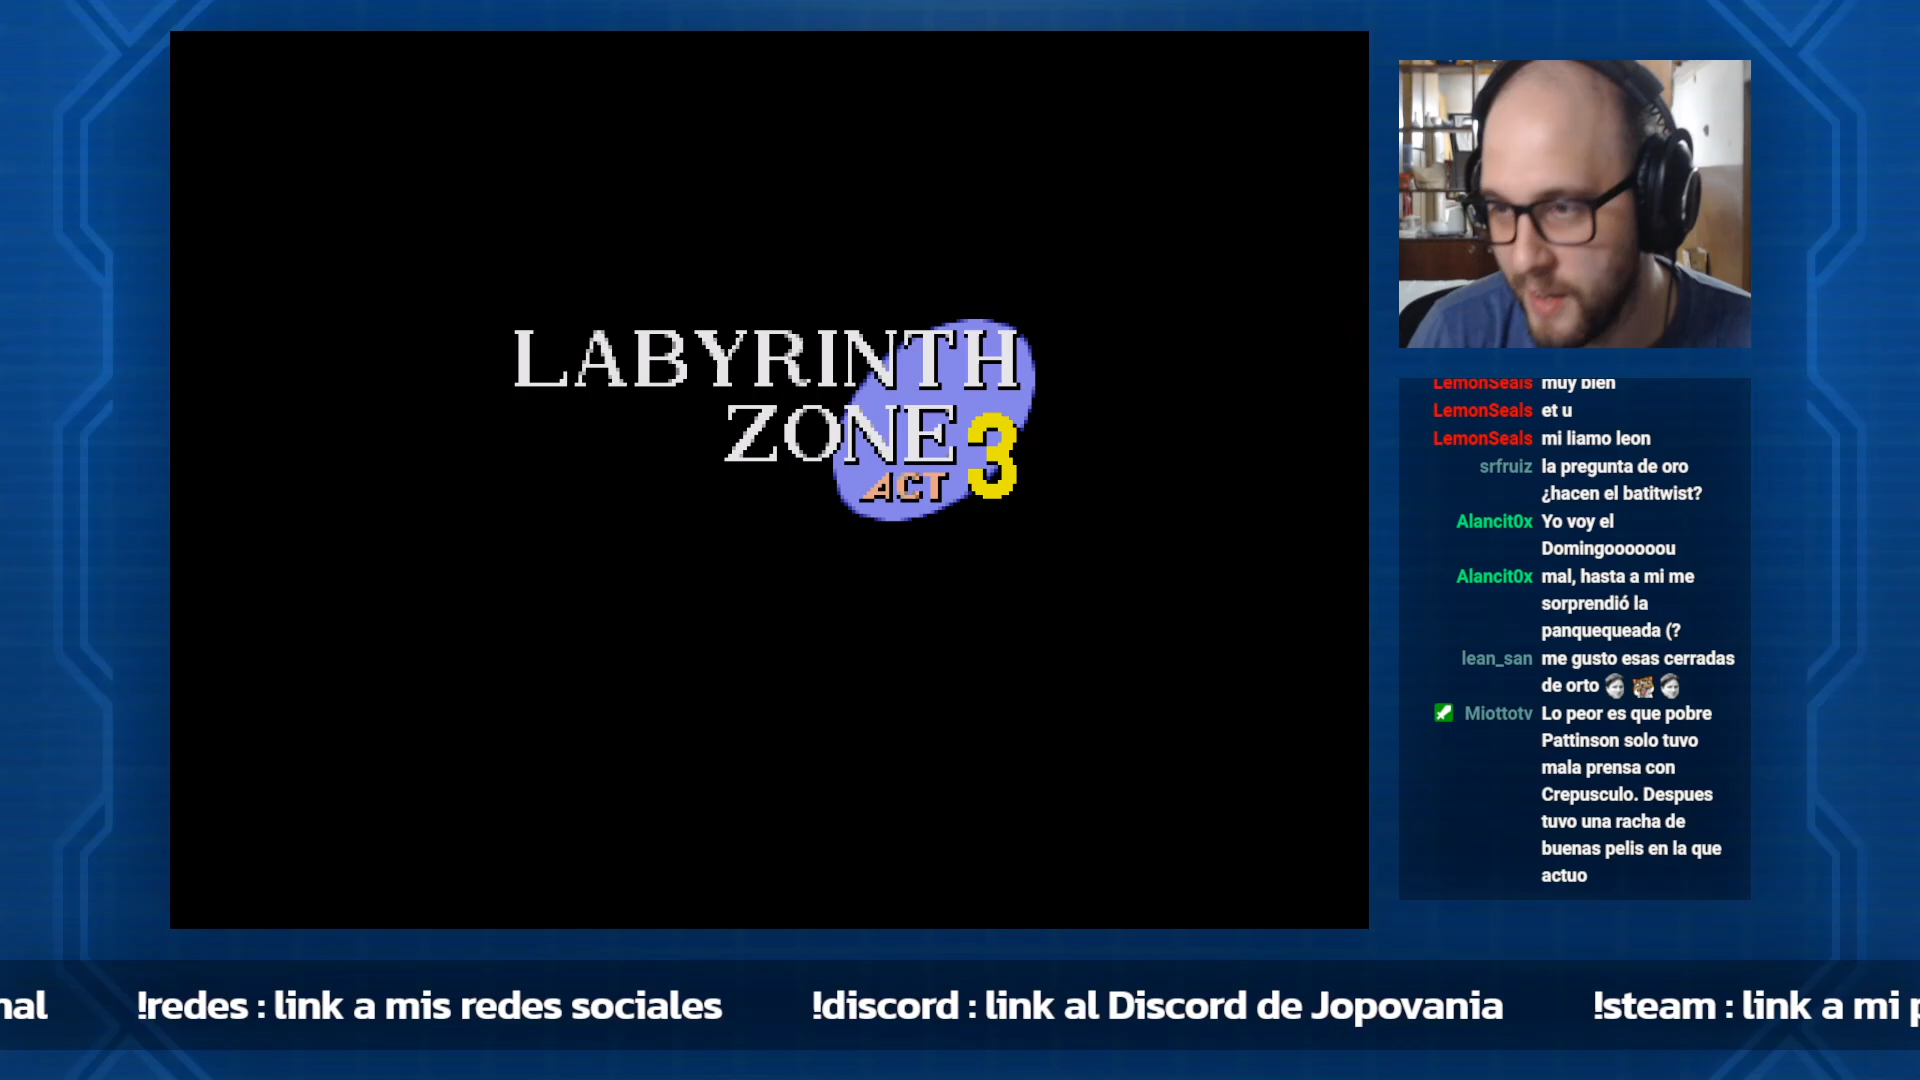 LABYRINTH
ZONE
ACT 3
LemonSeals muy bien
LemonSeals et u
LemonSeals mi liamo leon
srfruiz la pregunta de oro
¿hacen el batitwist?
Alancit0x Yo voy el
Domingoooooou
Alancit0x mal, hasta a mi me
sorprendió la
panquequeada (?
lean_san me gusto esas cerradas
de orto
Miottotv Lo peor es que pobre
Pattinson solo tuvo
mala prensa con
Crepusculo. Despues
tuvo una racha de
buenas pelis en la que
actuo
nal !redes : link a mis redes sociales !discord : link al Discord de Jopovania !steam : link a mi p